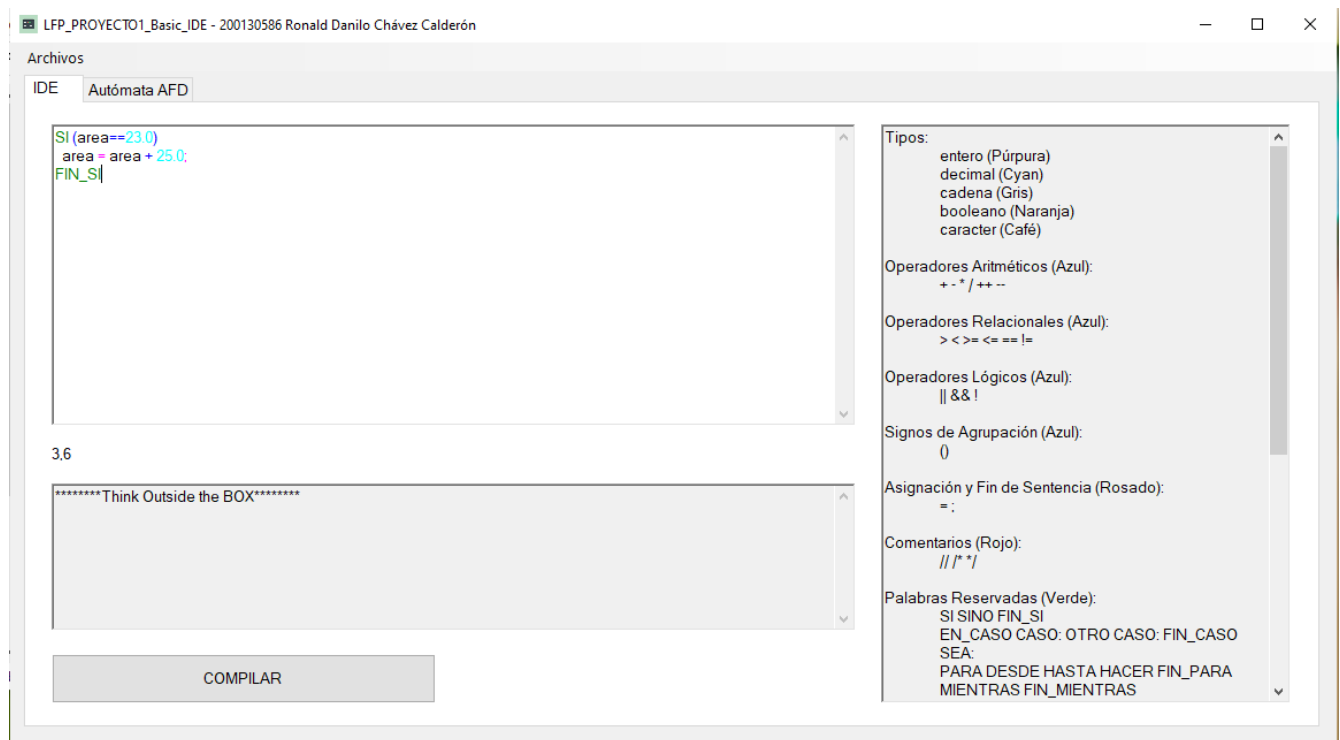 LFP_PROYECTO1_Basic_IDE - 200130586 Ronald Danilo Chávez Calderón
Archivos
IDE
Autómata AFD
SI (area==23.0)
area = area + 25.0;
FIN_SI
3,6
********Think Outside the BOX********
COMPILAR
Tipos:
entero (Púrpura)
decimal (Cyan)
cadena (Gris)
booleano (Naranja)
caracter (Café)
Operadores Aritméticos (Azul):
+ - * / ++ --
Operadores Relacionales (Azul):
> < >= <= == !=
Operadores Lógicos (Azul):
|| && !
Signos de Agrupación (Azul):
()
Asignación y Fin de Sentencia (Rosado):
= ;
Comentarios (Rojo):
// /* */
Palabras Reservadas (Verde):
SI SINO FIN_SI
EN_CASO CASO: OTRO CASO: FIN_CASO
SEA:
PARA DESDE HASTA HACER FIN_PARA
MIENTRAS FIN_MIENTRAS